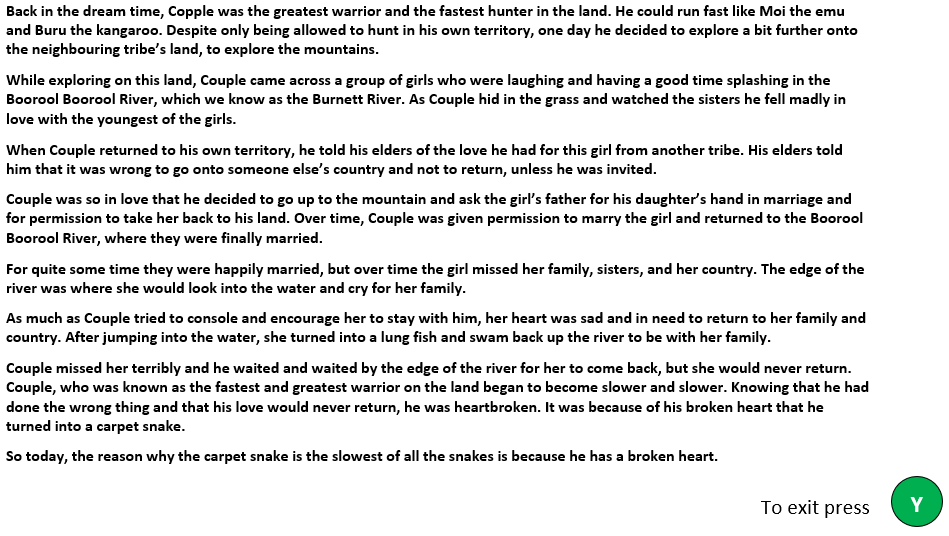 Back in the dream time, Copple was the greatest warrior and the fastest hunter in the land. He could run fast like Moi the emu
and Buru the kangaroo. Despite only being allowed to hunt in his own territory, one day he decided to explore a bit further onto
the neighbouring tribe's land, to explore the mountains.
While exploring on this land, Couple came across a group of girls who were laughing and having a good time splashing in the
Boorool Boorool River, which we know as the Burnett River. As Couple hid in the grass and watched the sisters he fell madly in
love with the youngest of the girls.
When Couple returned to his own territory, he told his elders of the love he had for this girl from another tribe. His elders told
him that it was wrong to go onto someone else's country and not to return, unless he was invited.
Couple was so in love that he decided to go up to the mountain and ask the girl's father for his daughter's hand in marriage and
for permission to take her back to his land. Over time, Couple was given permission to marry the girl and returned to the Boorool
Boorool River, where they were finally married.
For quite some time they were happily married, but over time the girl missed her family, sisters, and her country. The edge of the
river was where she would look into the water and cry for her family.
As much as Couple tried to console and encourage her to stay with him, her heart was sad and in need to return to her family and
country. After jumping into the water, she turned into a lung fish and swam back up the river to be with her family.
Couple missed her terribly and he waited and waited by the edge of the river for her to come back, but she would never return.
Couple, who was known as the fastest and greatest warrior on the land began to become slower and slower. Knowing that he had
done the wrong thing and that his love would never return, he was heartbroken. It was because of his broken heart that he
turned into a carpet snake.
So today, the reason why the carpet snake is the slowest of all the snakes is because he has a broken heart.
To exit press Y